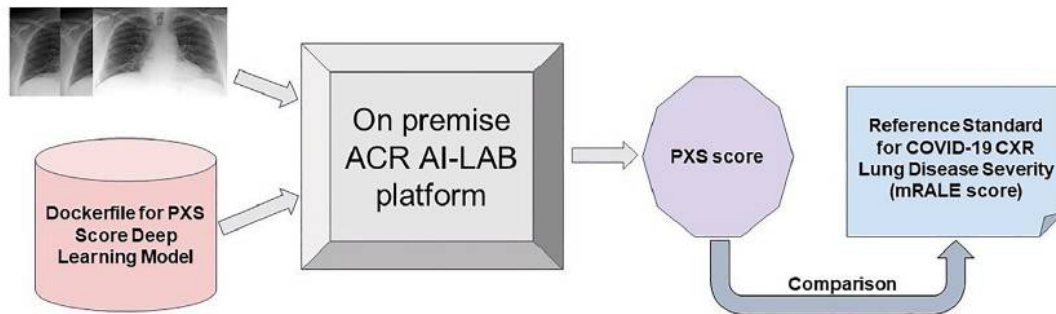 On premise
ACR AI-LAB
platform
Dockerfile for PXS
Score Deep
Learning Model
PXS score
Reference Standard
for COVID-19 CXR
Lung Disease Severity
(mRALE score)
Comparison